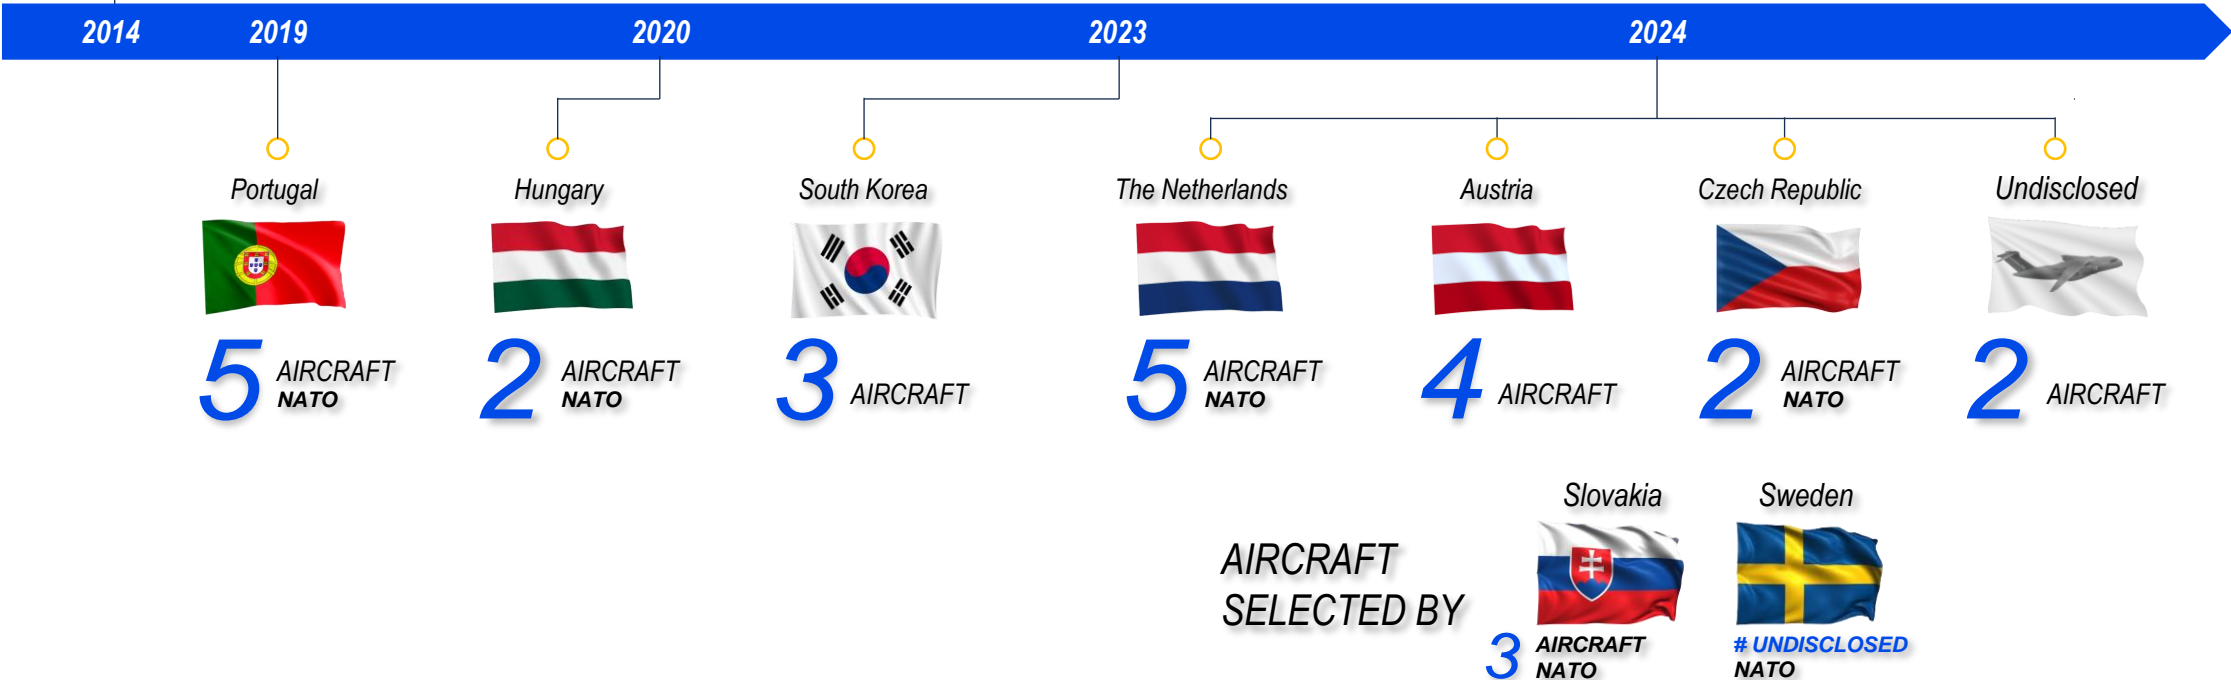 2014 2019 2020 2023 2024
Portugal
5 AIRCRAFT
NATO
Hungary
2 AIRCRAFT
NATO
South Korea
3 AIRCRAFT
The Netherlands
5 AIRCRAFT
NATO
Austria
4 AIRCRAFT
Czech Republic
2 AIRCRAFT
NATO
Undisclosed
2 AIRCRAFT
AIRCRAFT
SELECTED BY
Slovakia
3 AIRCRAFT
NATO
Sweden
# UNDISCLOSED
NATO